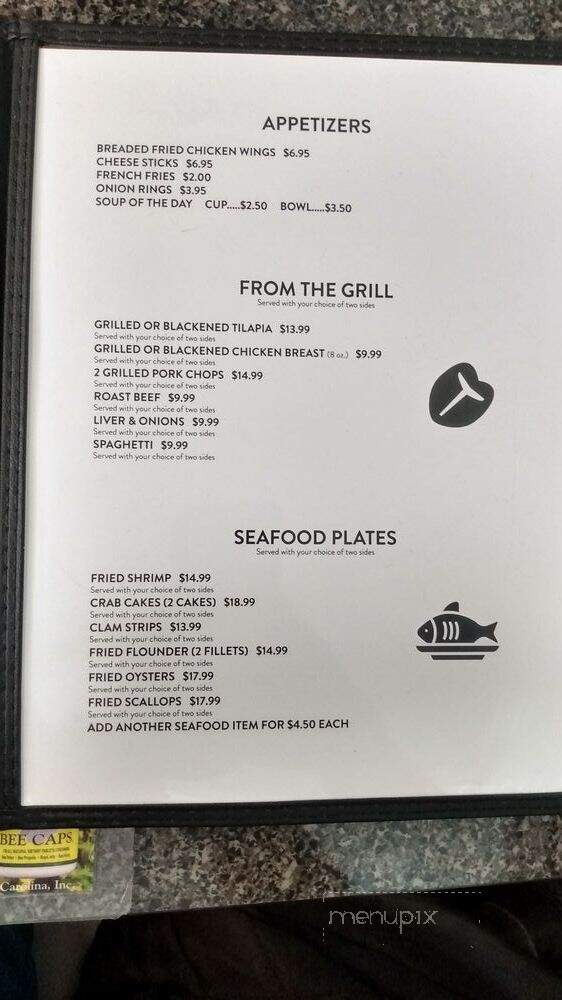 APPETIZERS
BREADED FRIED CHICKEN WINGS $6.95
CHEESE STICKS $6.95
FRENCH FRIES $2.00
ONION RINGS $3.95
SOUP OF THE DAY CUP.....$2.50 BOWL.....$3.50
FROM THE GRILL
Served with your choice of two sides
GRILLED OR BLACKENED TILAPIA $13.99
Served with your choice of two sides
GRILLED OR BLACKENED CHICKEN BREAST (8 oz.) $9.99
Served with your choice of two sides
2 GRILLED PORK CHOPS $14.99
Served with your choice of two sides
ROAST BEEF $9.99
Served with your choice of two sides
LIVER & ONIONS $9.99
Served with your choice of two sides
SPAGHETTI $9.99
Served with your choice of two sides
SEAFOOD PLATES
Served with your choice of two sides
FRIED SHRIMP $14.99
Served with your choice of two sides
CRAB CAKES (2 CAKES) $18.99
Served with your choice of two sides
CLAM STRIPS $13.99
Served with your choice of two sides
FRIED FLOUNDER (2 FILLETS) $14.99
Served with your choice of two sides
FRIED OYSTERS $17.99
Served with your choice of two sides
FRIED SCALLOPS $17.99
Served with your choice of two sides
ADD ANOTHER SEAFOOD ITEM FOR $4.50 EACH
BEE CAPS
Carolina, Inc.
menupix